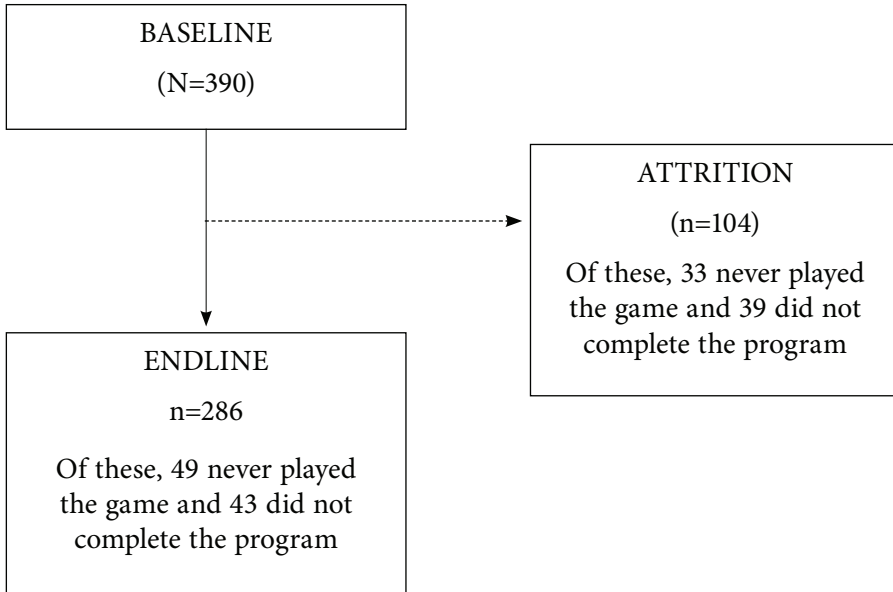 BASELINE
(N=390)
ATTRITION
(n=104)
Of these, 33 never played
the game and 39 did not
complete the program
ENDLINE
n=286
Of these, 49 never played
the game and 43 did not
complete the program